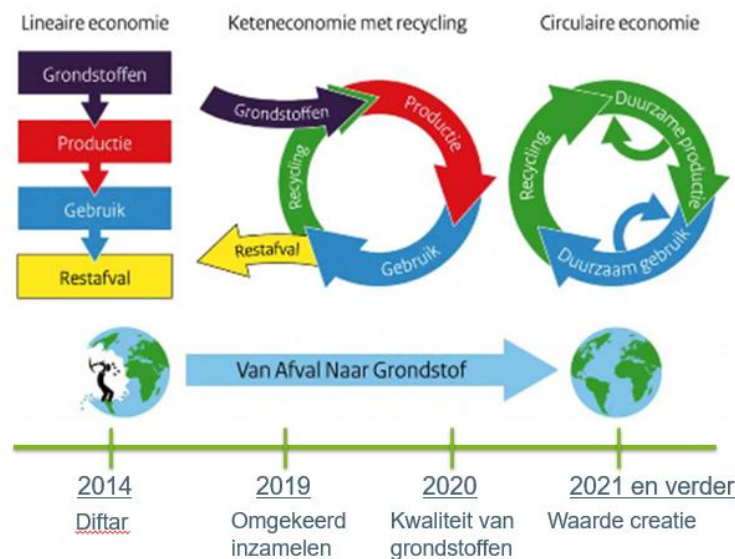 Lineaire economie
Grondstoffen
Productie
Gebruik
Restafval
Keteneconomie met recycling
Grondstoffen
Productie
Gebruik
Recycling
Restafval
Circulaire economie
Duurzame productie
Duurzaam gebruik
Recycling
Van Afval Naar Grondstof
2014
Diftar
2019
Omgekeerd
inzamelen
2020
Kwaliteit van
grondstoffen
2021 en verder
Waarde creatie